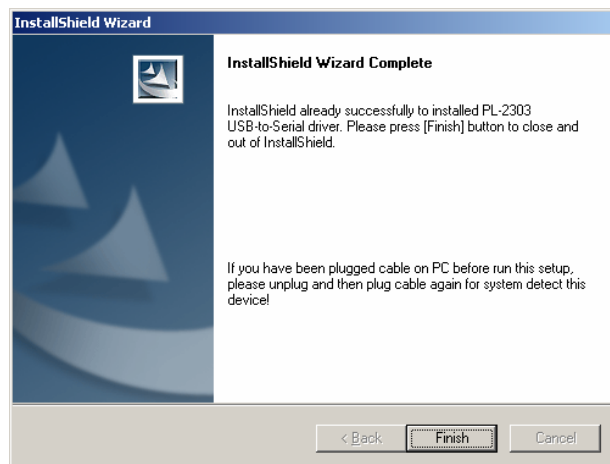 InstallShield Wizard
InstallShield Wizard Complete
InstallShield already successfully to installed PL-2303
USB-to-Serial driver. Please press [Finish] button to close and
out of InstallShield.
If you have been plugged cable on PC before run this setup,
please unplug and then plug cable again for system detect this
device!
< Back Finish Cancel